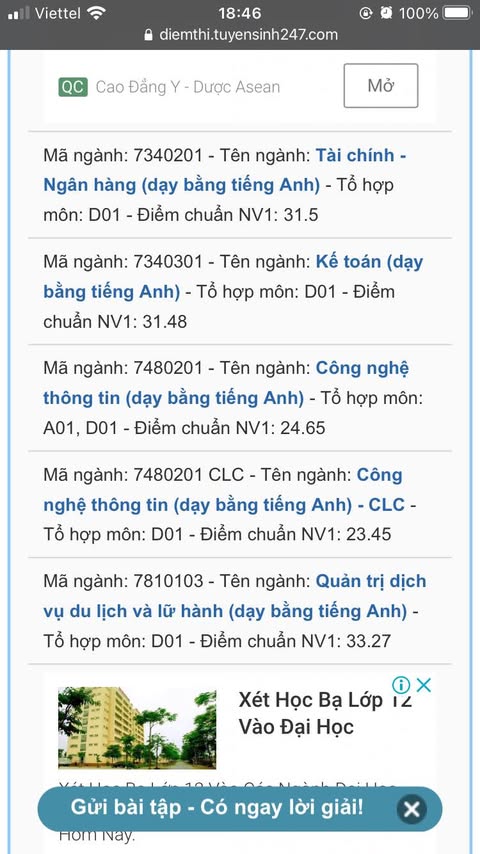 Viettel 18:46 100%
diemthi.tuyensinh247.com
QC Cao Đẳng Y - Dược Asean Mở
Mã ngành: 7340201 - Tên ngành: Tài chính -
Ngân hàng (dạy bằng tiếng Anh) - Tổ hợp
môn: D01 - Điểm chuẩn NV1: 31.5
Mã ngành: 7340301 - Tên ngành: Kế toán (dạy
bằng tiếng Anh) - Tổ hợp môn: D01 - Điểm
chuẩn NV1: 31.48
Mã ngành: 7480201 - Tên ngành: Công nghệ
thông tin (dạy bằng tiếng Anh) - Tổ hợp môn:
A01, D01 - Điểm chuẩn NV1: 24.65
Mã ngành: 7480201 CLC - Tên ngành: Công
nghệ thông tin (dạy bằng tiếng Anh) - CLC -
Tổ hợp môn: D01 - Điểm chuẩn NV1: 23.45
Mã ngành: 7810103 - Tên ngành: Quản trị dịch
vụ du lịch và lữ hành (dạy bằng tiếng Anh) -
Tổ hợp môn: D01 - Điểm chuẩn NV1: 33.27
Xét Học Bạ Lớp 12
Vào Đại Học
Xét Học Bạ Lớp 12 Vào Các Ngành Đại Học
Gửi bài tập - Có ngay lời giải!
Hôm Nay.